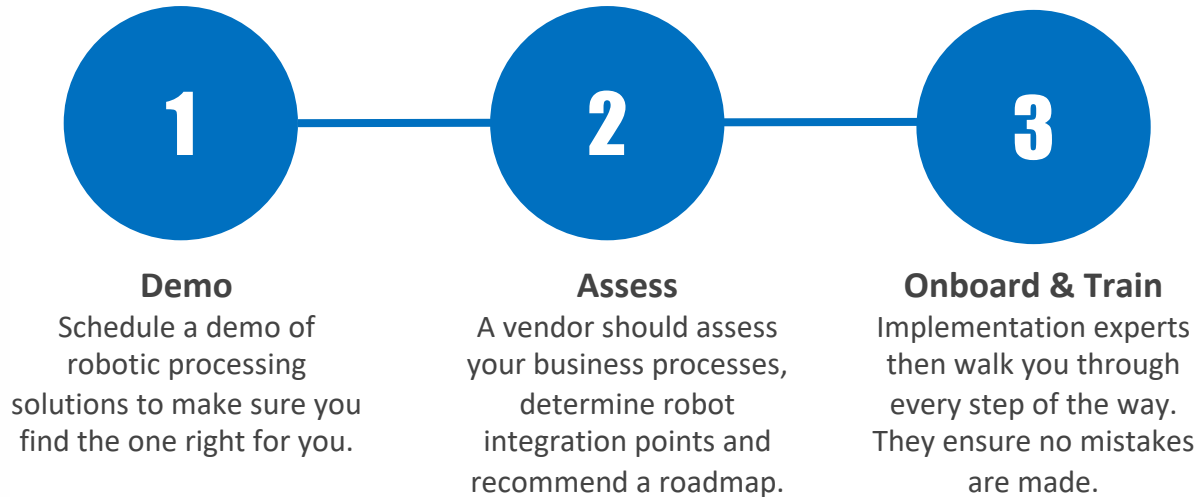 1
2
3
Demo
Schedule a demo of
robotic processing
solutions to make sure you
find the one right for you.
Assess
A vendor should assess
your business processes,
determine robot
integration points and
recommend a roadmap.
Onboard & Train
Implementation experts
then walk you through
every step of the way.
They ensure no mistakes
are made.